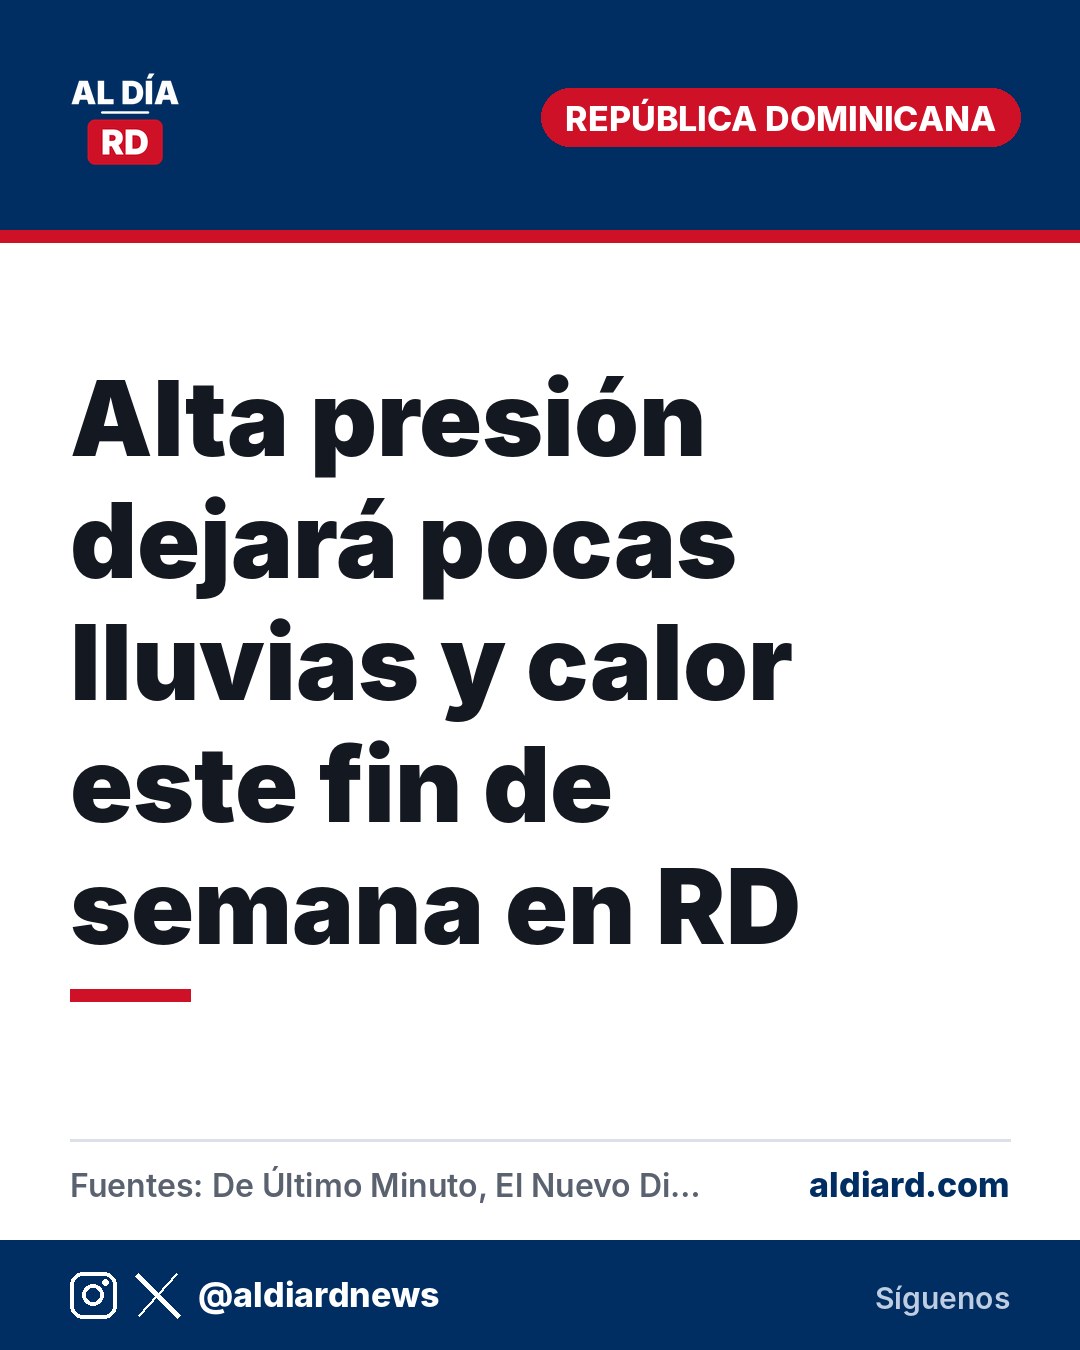 AL DÍA
RD
REPÚBLICA DOMINICANA
Alta presión
dejará pocas
lluvias y calor
este fin de
semana en RD
Fuentes: De Último Minuto, El Nuevo Di...
aldiard.com
@aldiardnews
Síguenos